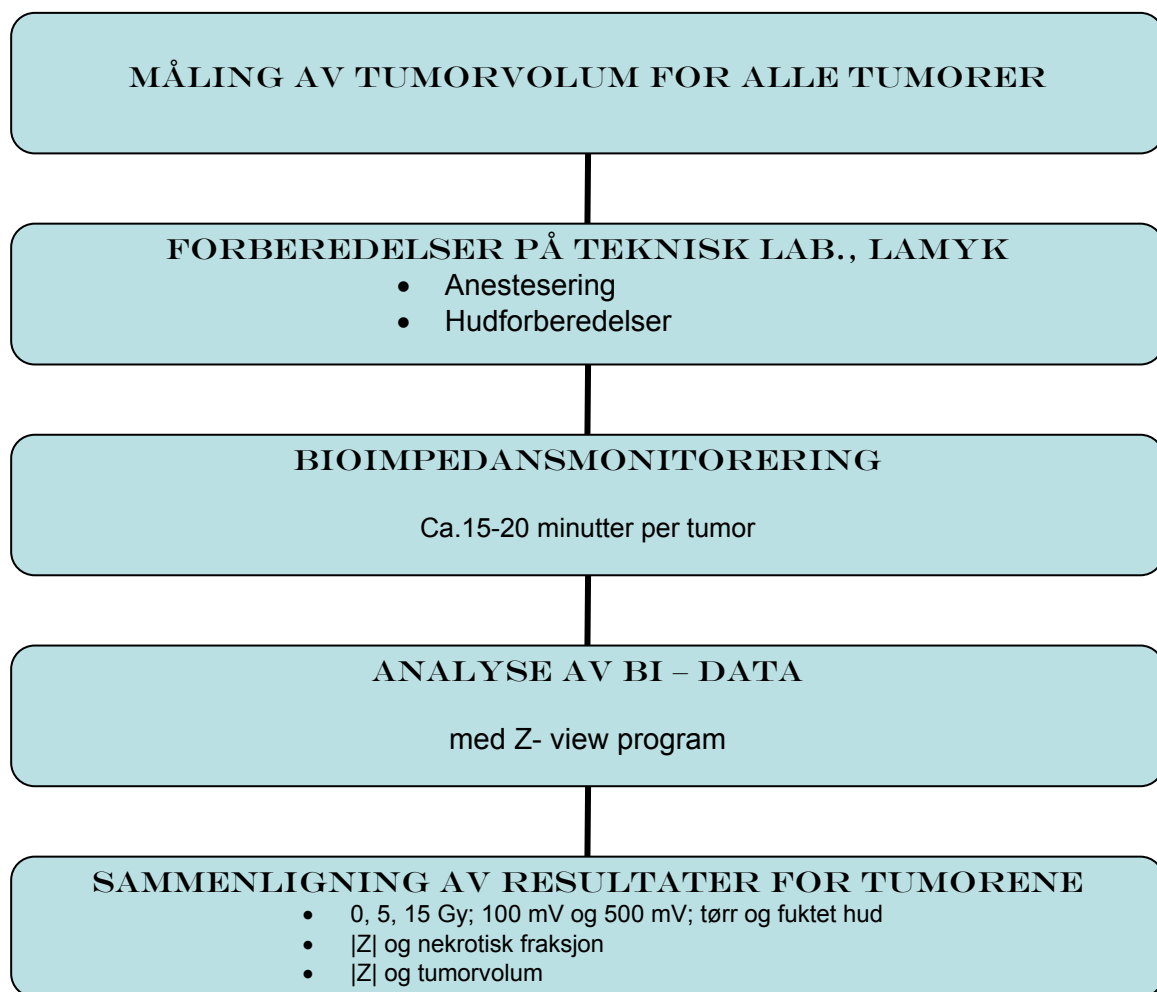 MÅLING AV TUMORVOLUM FOR ALLE TUMORER
FORBEREDELSER PÅ TEKNISK LAB., LAMYK
• Anestesering
• Hudforberedelser
BIOIMPEDANSMONITORERING
Ca.15-20 minutter per tumor
ANALYSE AV BI – DATA
med Z- view program
SAMMENLIGNING AV RESULTATER FOR TUMORENE
• 0, 5, 15 Gy; 100 mV og 500 mV; tørr og fuktet hud
• |Z| og nekrotisk fraksjon
• |Z| og tumorvolum